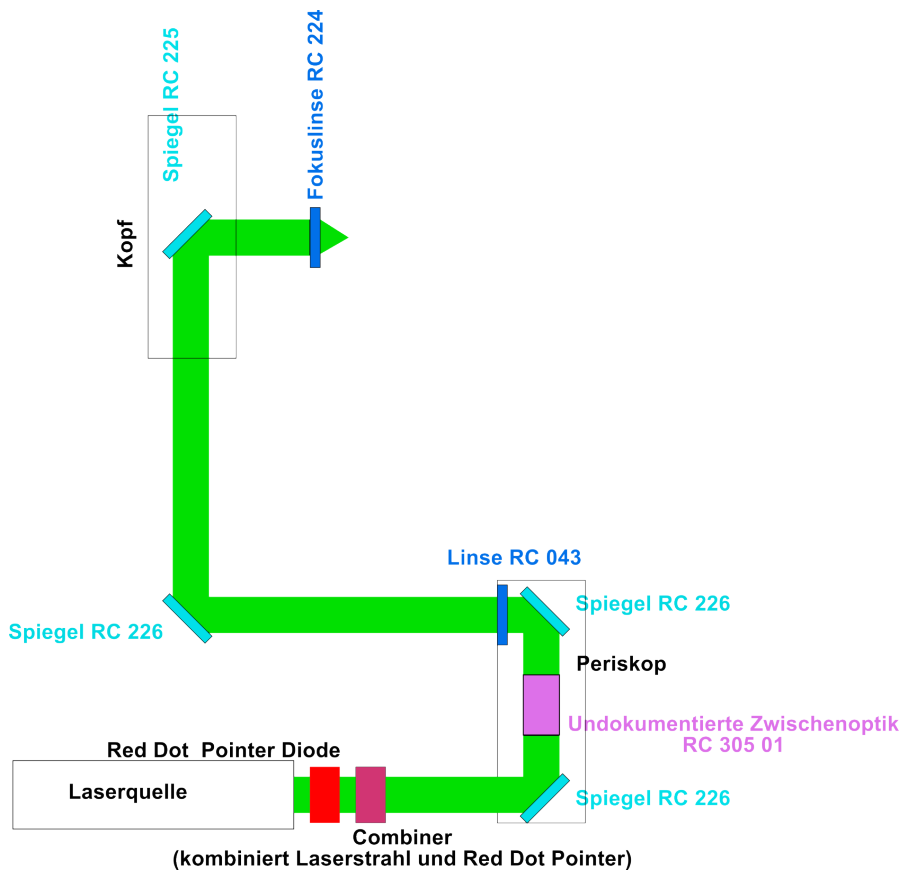 Spiegel RC 225
Fokuslinse RC 224
Kopf
Linse RC 043
Spiegel RC 226
Spiegel RC 226
Periskop
Undokumentierte Zwischenoptik
RC 305 01
Red Dot  Pointer Diode
Laserquelle
Spiegel RC 226
Combiner
(kombiniert Laserstrahl und Red Dot Pointer)